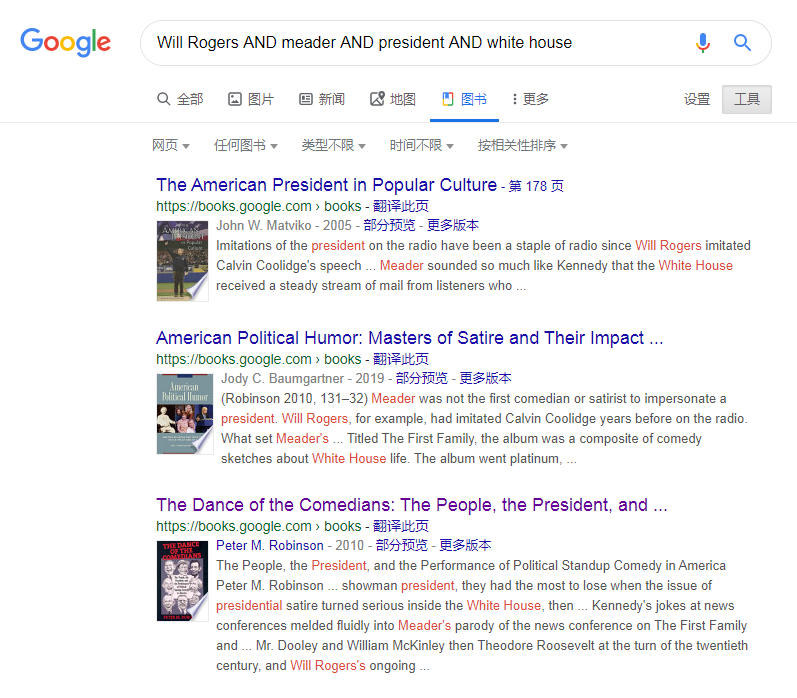 Google
Will Rogers AND meader AND president AND white house
全部 图片 新闻 地图 图书 更多 设置 工具
网页 任何图书 类型不限 时间不限 按相关性排序
The American President in Popular Culture - 第 178 页
https://books.google.com › books - 翻译此页
John W. Matviko - 2005 - 部分预览 - 更多版本
Imitations of the president on the radio have been a staple of radio since Will Rogers imitated
Calvin Coolidge's speech ... Meader sounded so much like Kennedy that the White House
received a steady stream of mail from listeners who ...
American Political Humor: Masters of Satire and Their Impact ...
https://books.google.com › books - 翻译此页
American
Political Humor
Jody C. Baumgartner - 2019 - 部分预览 - 更多版本
(Robinson 2010, 131–32) Meader was not the first comedian or satirist to impersonate a
president. Will Rogers, for example, had imitated Calvin Coolidge years before on the radio.
What set Meader's ... Titled The First Family, the album was a composite of comedy
sketches about White House life. The album went platinum, ...
The Dance of the Comedians: The People, the President, and ...
https://books.google.com › books - 翻译此页
THE DANCE
OF THE
COMEDIANS
Peter M. Robinson - 2010 - 部分预览 - 更多版本
The People, the President, and the Performance of Political Standup Comedy in America
Peter M. Robinson ... showman president, they had the most to lose when the issue of
presidential satire turned serious inside the White House, then ... Kennedy's jokes at news
conferences melded fluidly into Meader's parody of the news conference on The First Family
and ... Mr. Dooley and William McKinley then Theodore Roosevelt at the turn of the twentieth
century, and Will Rogers's ongoing ...